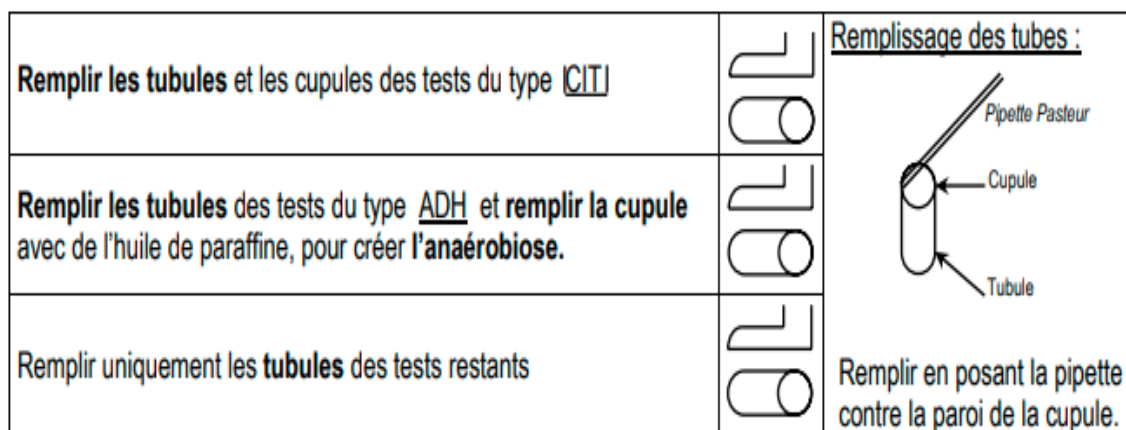 Remplir les tubules et les cupules des tests du type |CIT|
Remplir les tubules des tests du type ADH et remplir la cupule
avec de l'huile de paraffine, pour créer l'anaérobiose.
Remplir uniquement les tubules des tests restants
Remplissage des tubes :
Pipette Pasteur
Cupule
Tubule
Remplir en posant la pipette
contre la paroi de la cupule.